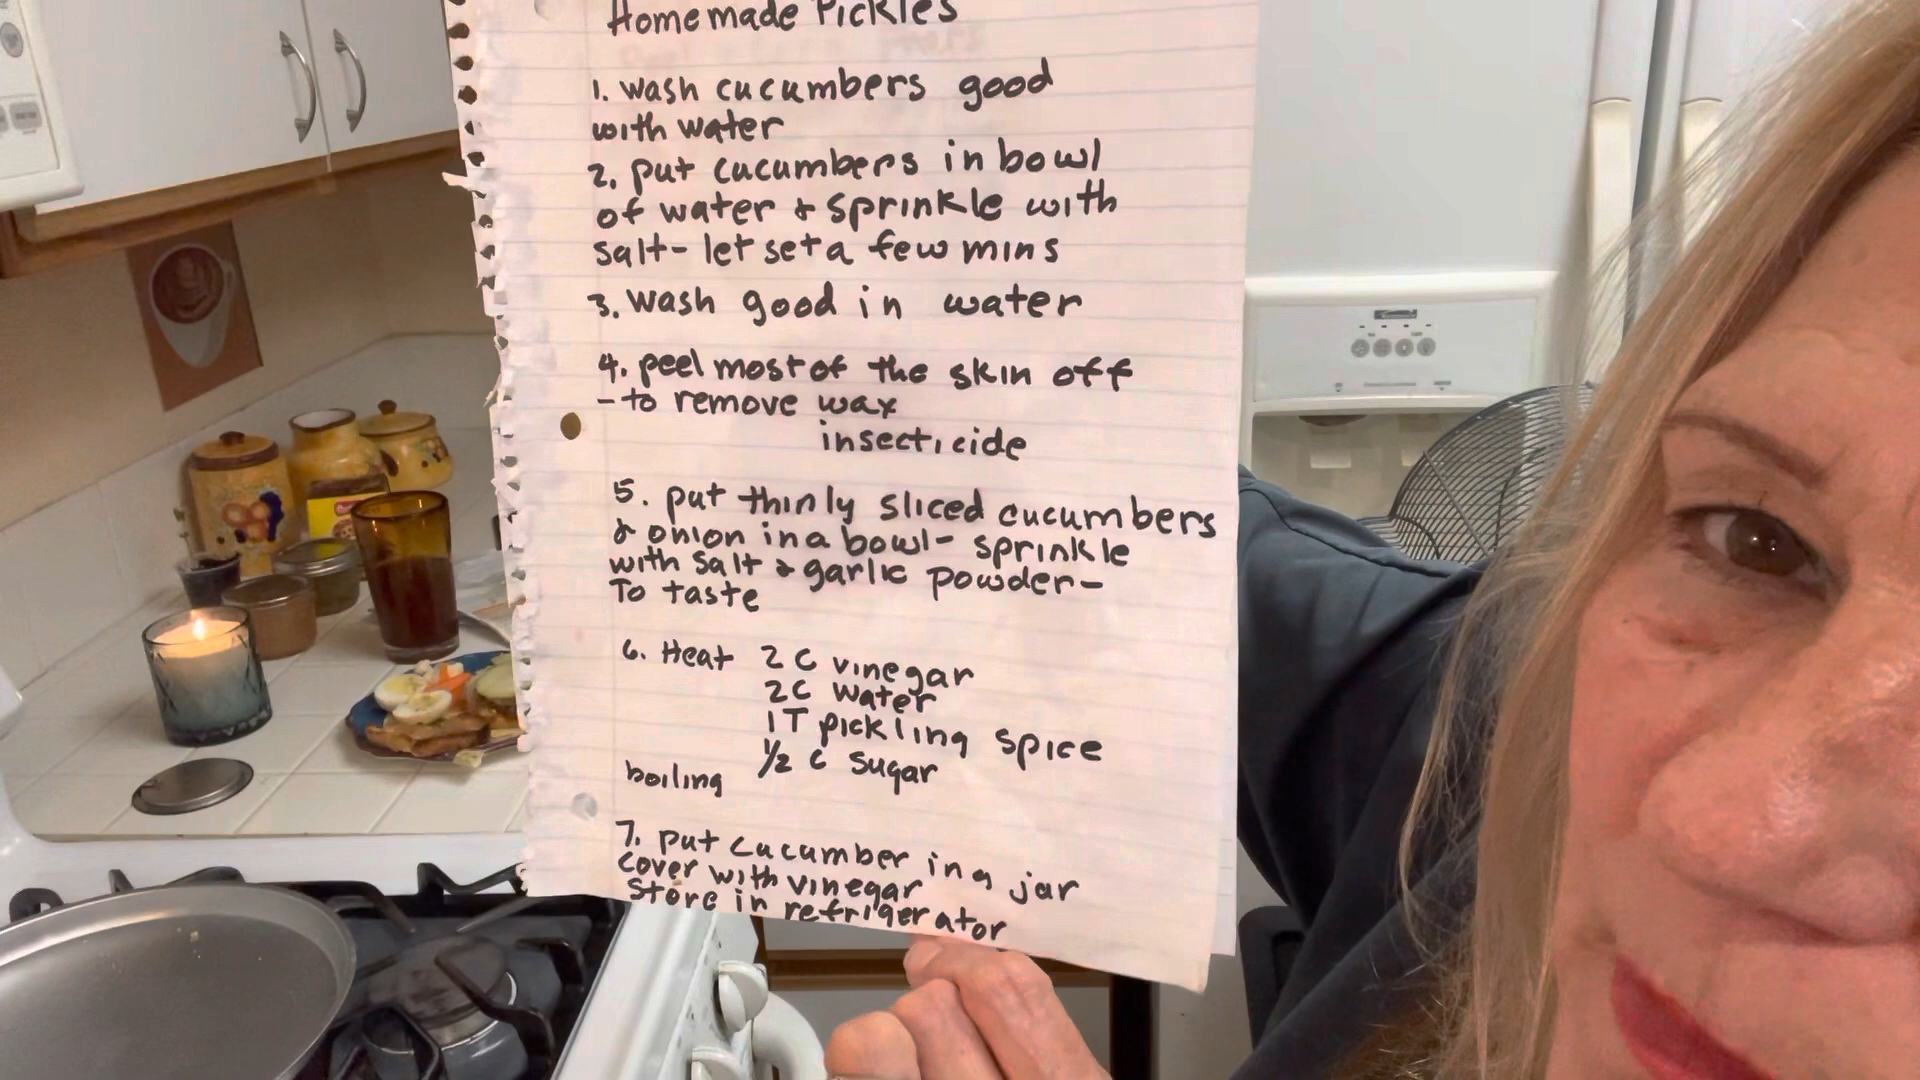 Homemade Pickles
1. wash cucumbers good
with water
2. put cucumbers in bowl
of water & sprinkle with
salt - let set a few mins
3. wash good in water
4. peel most of the skin off
- to remove wax
insecticide
5. put thinly sliced cucumbers
& onion in a bowl - sprinkle
with salt & garlic powder -
To taste
6. Heat 2 C vinegar
2C water
1T pickling spice
1/2 C sugar
boiling
7. put cucumber in a jar
cover with vinegar
store in refrigerator